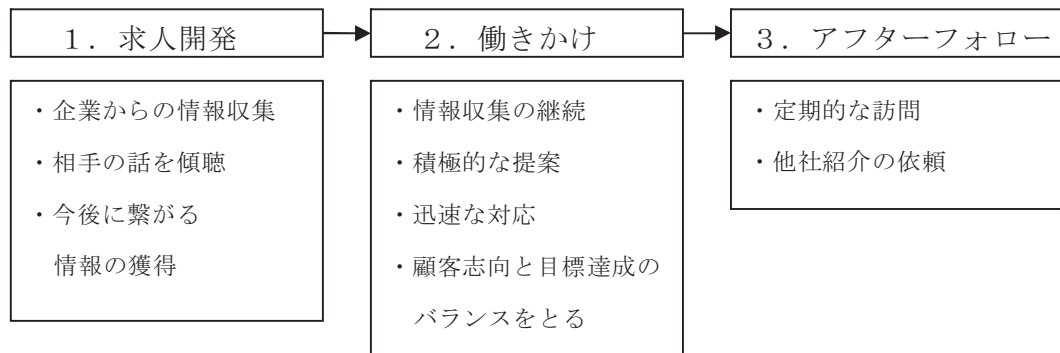 1.求人開発
2.働きかけ
3.アフターフォロー
・企業からの情報収集
・相手の話を傾聴
・今後に繋がる
情報の獲得
・情報収集の継続
・積極的な提案
・迅速な対応
・顧客志向と目標達成の
バランスをとる
・定期的な訪問
・他社紹介の依頼